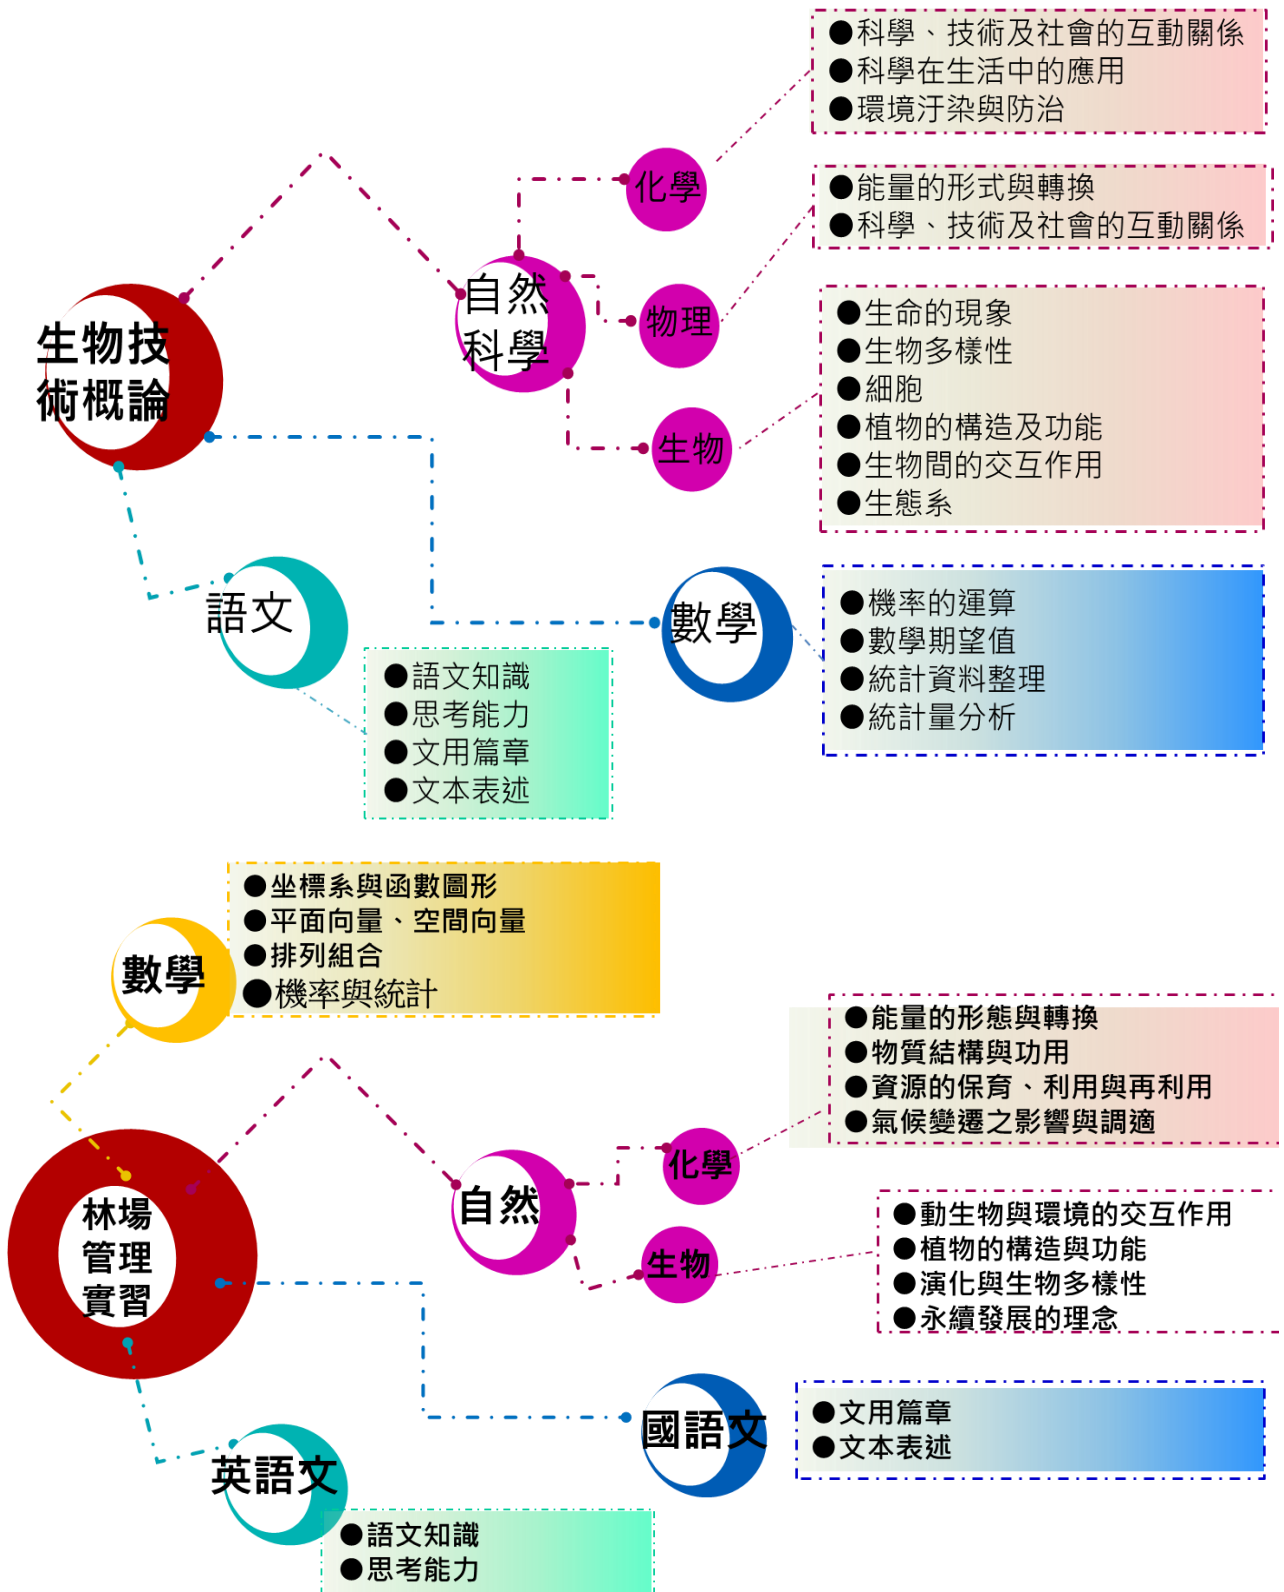 ●科學、技術及社會的互動關係
●科學在生活中的應用
●環境汙染與防治
化學
●能量的形式與轉換
●科學、技術及社會的互動關係
物理
自然
科學
●生命的現象
●生物多樣性
●細胞
●植物的構造及功能
●生物間的交互作用
●生態系
生物
生物技
術概論
語文
●語文知識
●思考能力
●文用篇章
●文本表述
數學
●機率的運算
●數學期望值
●統計資料整理
●統計量分析
數學
●坐標系與函數圖形
●平面向量、空間向量
●排列組合
●機率與統計
●能量的形態與轉換
●物質結構與功用
●資源的保育、利用與再利用
●氣候變遷之影響與調適
化學
林場
管理
實習
自然
生物
●動生物與環境的交互作用
●植物的構造與功能
●演化與生物多樣性
●永續發展的理念
國語文
●文用篇章
●文本表述
英語文
●語文知識
●思考能力